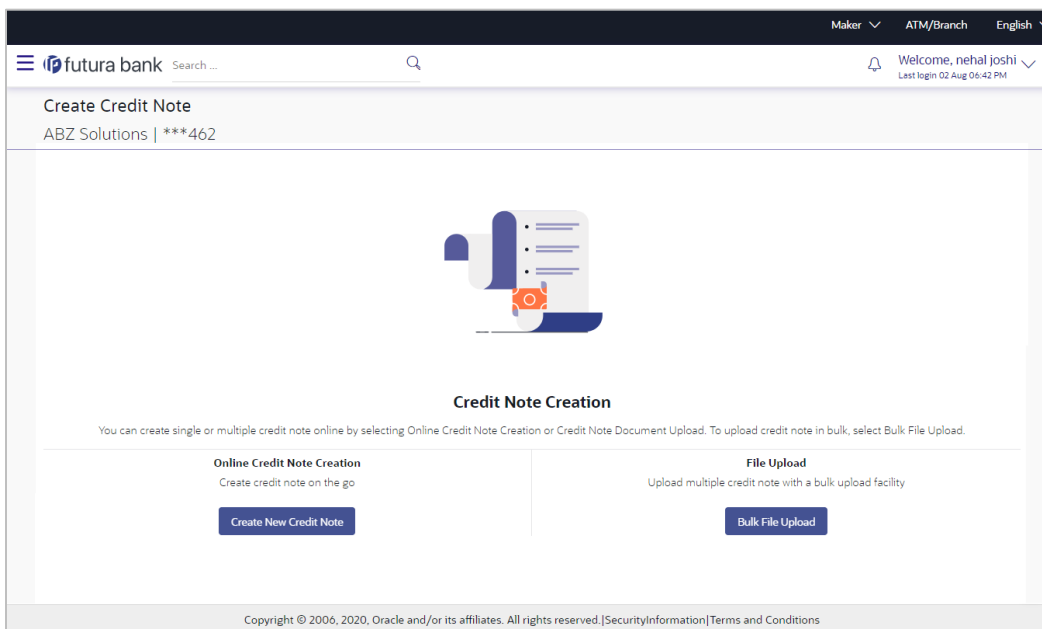 Maker ATM/Branch English
futura bank Search ... Welcome, nehal joshi
Last login 02 Aug 06:42 PM
Create Credit Note
ABZ Solutions | ***462
Credit Note Creation
You can create single or multiple credit note online by selecting Online Credit Note Creation or Credit Note Document Upload. To upload credit note in bulk, select Bulk File Upload.
Online Credit Note Creation File Upload
Create credit note on the go Upload multiple credit note with a bulk upload facility
Create New Credit Note Bulk File Upload
Copyright © 2006, 2020, Oracle and/or its affiliates. All rights reserved.|SecurityInformation|Terms and Conditions